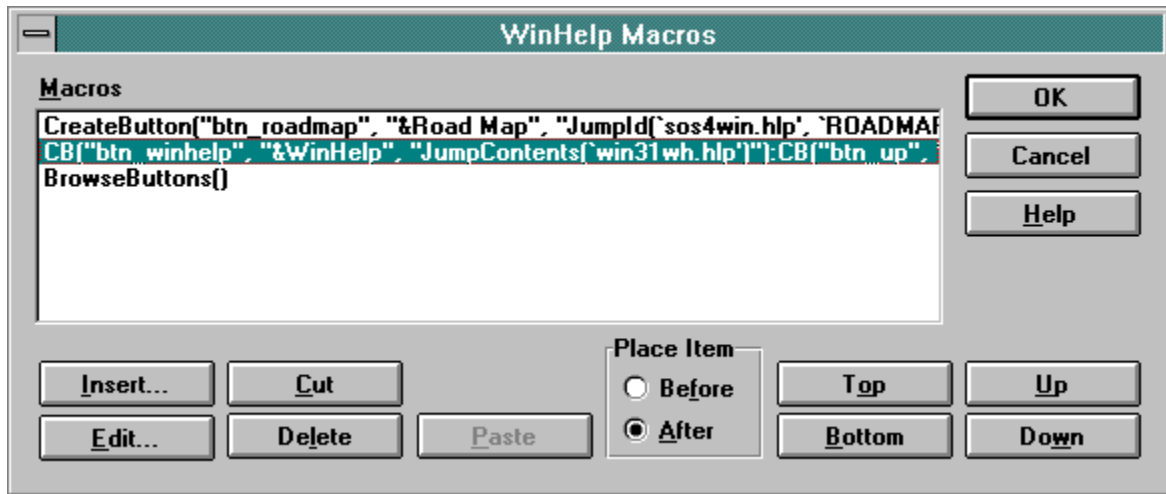 WinHelp Macros
Macros
CreateButton("btn_roadmap", "&Road Map", "JumpId(`sos4win.hlp', `ROADMAP
CB("btn_winhelp", "&WinHelp", "JumpContents(`win31wh.hlp')"):CB("btn_up",
BrowseButtons()
OK
Cancel
Help
Place Item
Insert...
Cut
Before
Top
Up
Edit...
Delete
Paste
After
Bottom
Down